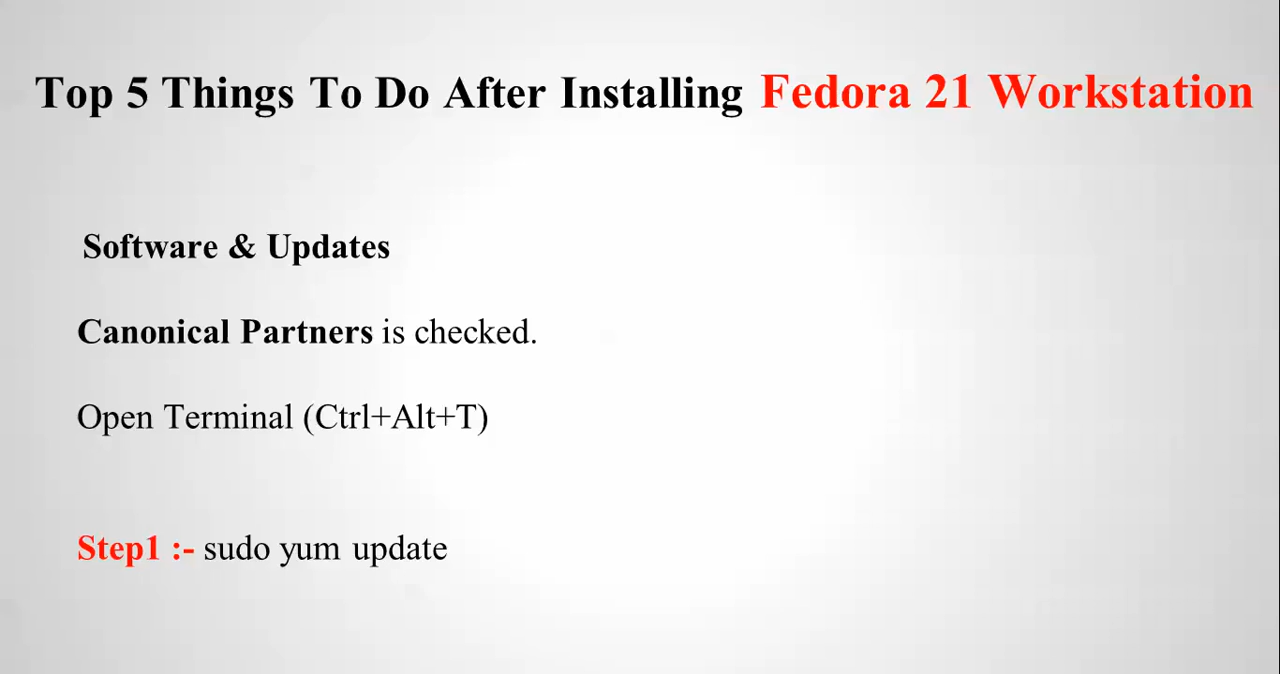 Top 5 Things To Do After Installing Fedora 21 Workstation
Software & Updates
Canonical Partners is checked.
Open Terminal (Ctrl+Alt+T)
Step1 :- sudo yum update